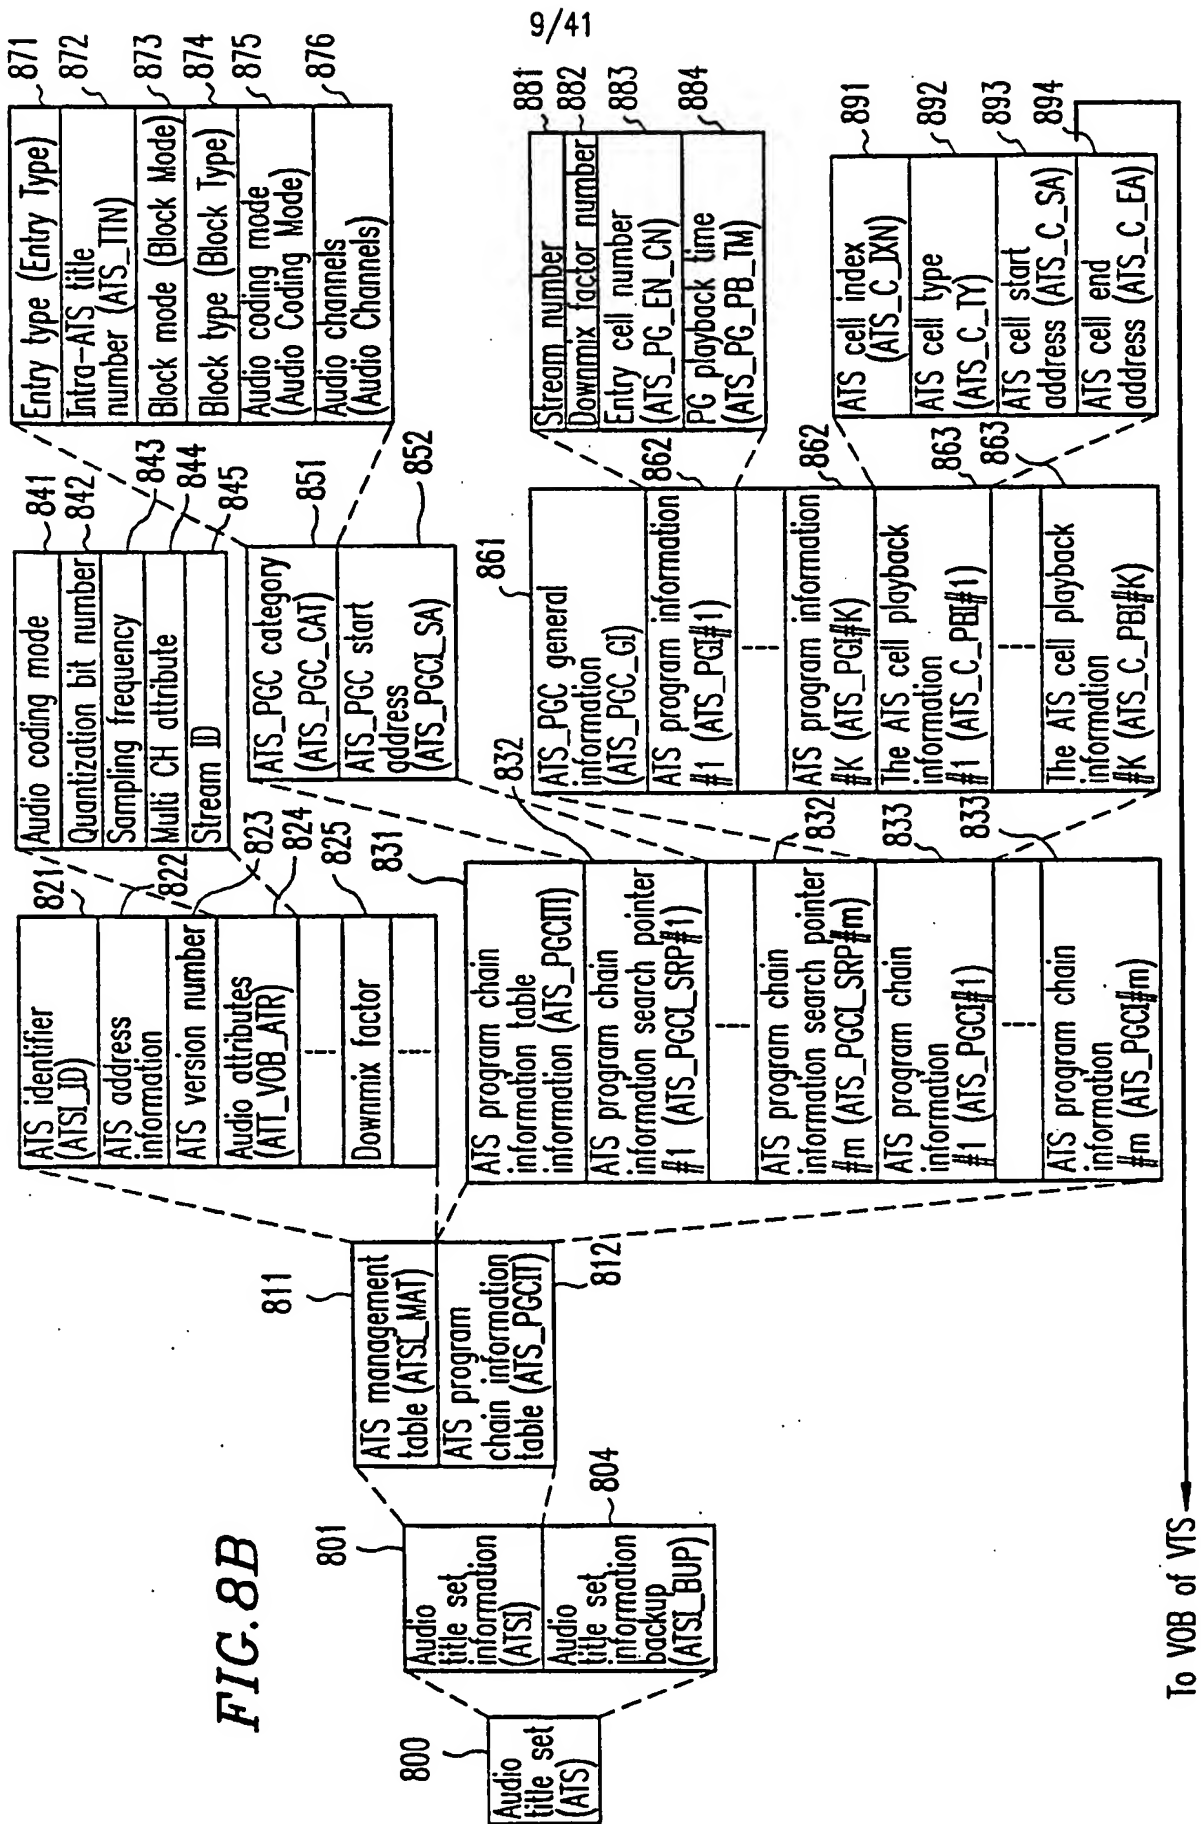 9/41
FIG. 8B
800
Audio
title set
(ATS)
801
Audio
title set
information
(ATSI)
804
Audio
title set
information
backup
(ATSI_BUP)
811
ATS management
table (ATSI_MAT)
ATS program
chain information
table (ATS_PGCIT)
812
821
ATS identifier
(ATSI_ID)
822
ATS address
information
823
ATS version number
824
Audio attributes
(ATT_VOB_ATR)
825
Downmix factor
831
ATS program chain
information table
information (ATS_PGCITI)
832
ATS program chain
information search pointer
#1 (ATS_PGCI_SRP#1)
832
ATS program chain
information search pointer
#m (ATS_PGCI_SRP#m)
833
ATS program chain
information
#1 (ATS_PGCI#1)
833
ATS program chain
information
#m (ATS_PGCI#m)
Audio coding mode
841
Quantization bit number
842
Sampling frequency
843
Multi CH attribute
844
Stream ID
845
ATS_PGC category
(ATS_PGC_CAT)
851
ATS_PGC start
address
(ATS_PGCI_SA)
852
861
ATS_PGC general
information
(ATS_PGC_GI)
ATS program information
#1 (ATS_PGI#1)
862
ATS program information
#K (ATS_PGI#K)
862
The ATS cell playback
information
#1 (ATS_C_PBI#1)
863
The ATS cell playback
information
#K (ATS_C_PBI#K)
863
Entry type (Entry Type)
871
Intra-ATS title
number (ATS_TTN)
872
Block mode (Block Mode)
873
Block type (Block Type)
874
Audio coding mode
(Audio Coding Mode)
875
Audio channels
(Audio Channels)
876
Stream number
881
Downmix factor number
882
Entry cell number
(ATS_PG_EN_CN)
883
PG playback time
(ATS_PG_PB_TM)
884
ATS cell index
(ATS_C_IXN)
891
ATS cell type
(ATS_C_TY)
892
ATS cell start
address (ATS_C_SA)
893
ATS cell end
address (ATS_C_EA)
894
To VOB of VTS